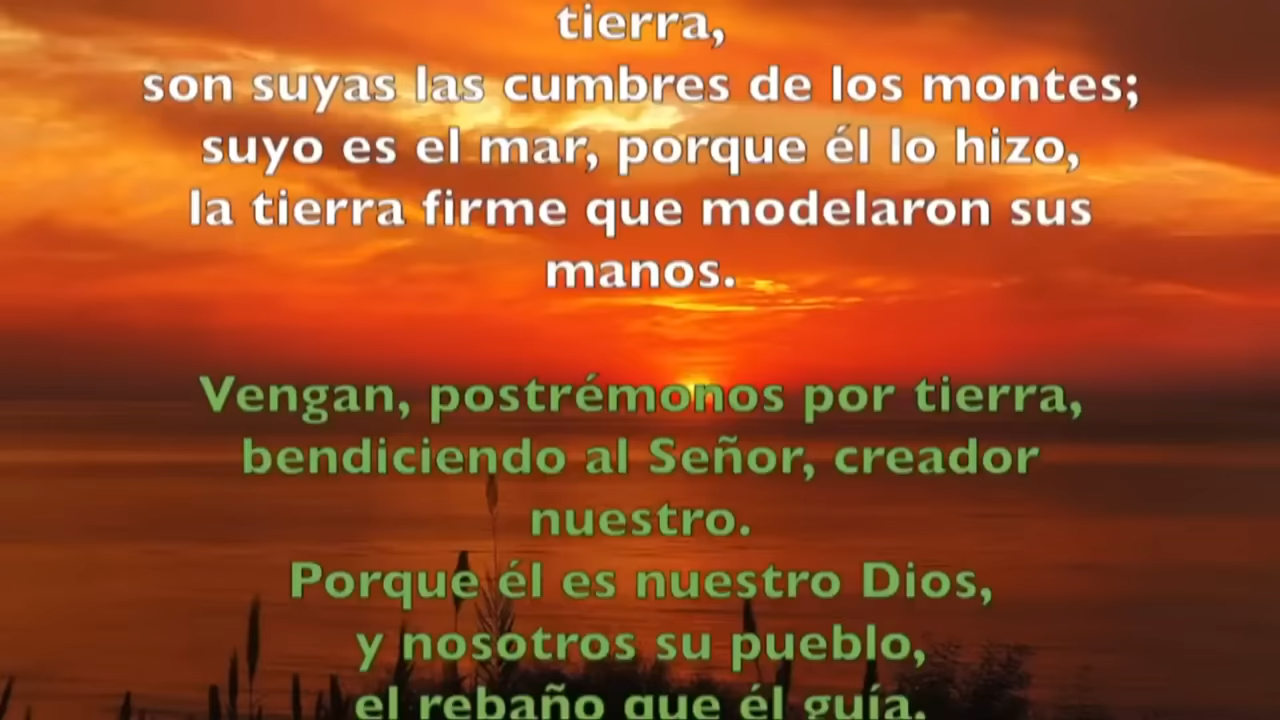 tierra,
son suyas las cumbres de los montes;
suyo es el mar, porque él lo hizo,
la tierra firme que modelaron sus
manos.
Vengan, postrémonos por tierra,
bendiciendo al Señor, creador
nuestro.
Porque él es nuestro Dios,
y nosotros su pueblo,
el rebaño que él guía.